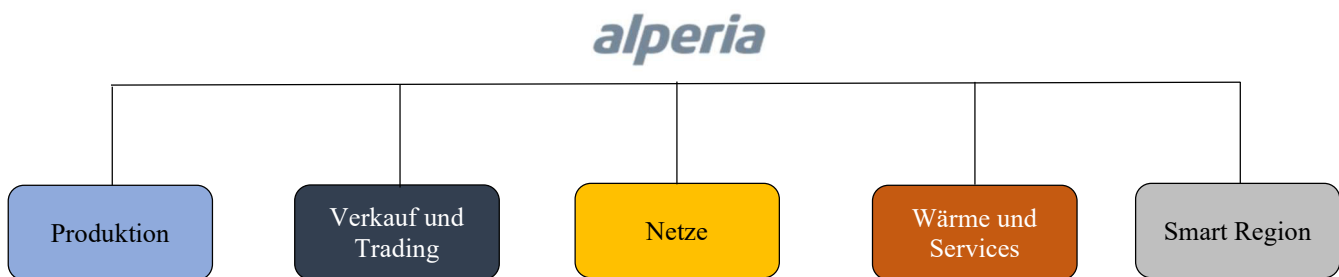 alperia
Produktion
Verkauf und
Trading
Netze
Wärme und
Services
Smart Region